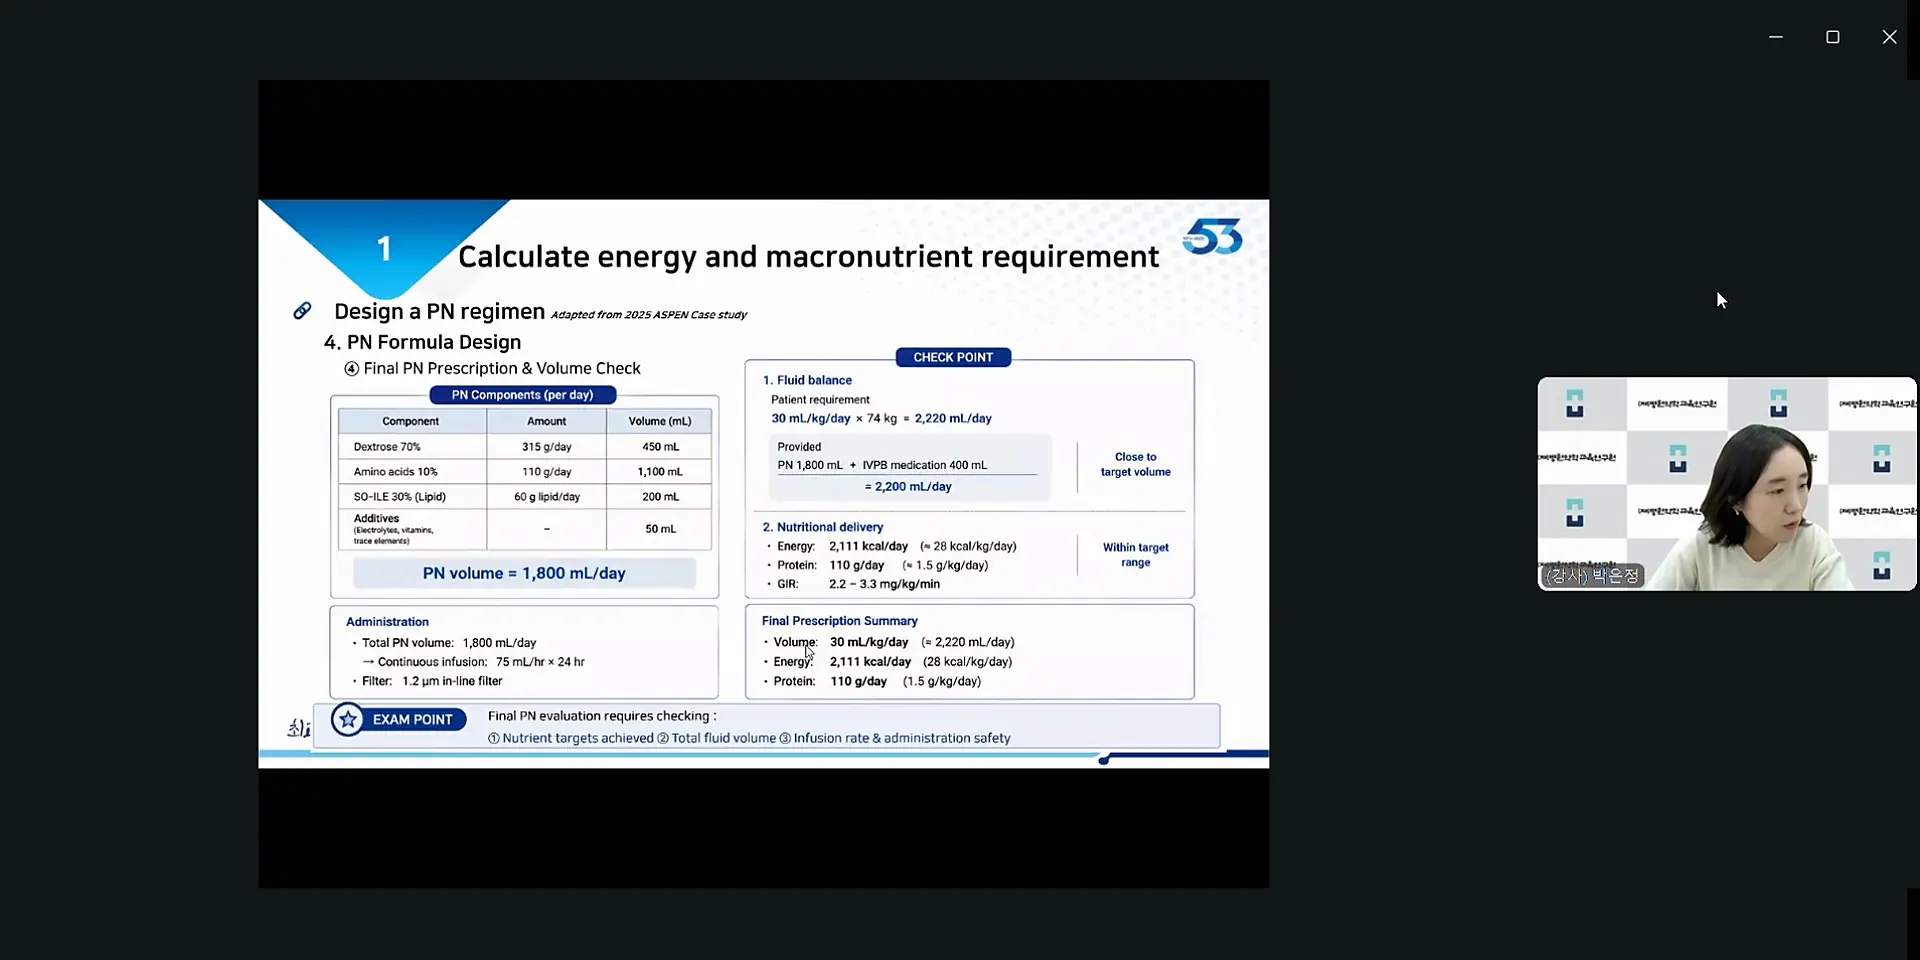 1
Calculate energy and macronutrient requirement
53
Design a PN regimen Adapted from 2025 ASPEN Case study
4. PN Formula Design
④ Final PN Prescription & Volume Check
PN Components (per day)
Component Amount Volume (mL)
Dextrose 70% 315 g/day 450 mL
Amino acids 10% 110 g/day 1,100 mL
SO-ILE 30% (Lipid) 60 g lipid/day 200 mL
Additives
(Electrolytes, vitamins,
trace elements) – 50 mL
PN volume = 1,800 mL/day
Administration
· Total PN volume: 1,800 mL/day
→ Continuous infusion: 75 mL/hr × 24 hr
· Filter: 1.2 μm in-line filter
CHECK POINT
1. Fluid balance
Patient requirement
30 mL/kg/day × 74 kg = 2,220 mL/day
Provided
PN 1,800 mL + IVPB medication 400 mL
= 2,200 mL/day
Close to
target volume
2. Nutritional delivery
· Energy: 2,111 kcal/day (≈ 28 kcal/kg/day)
· Protein: 110 g/day (≈ 1.5 g/kg/day)
· GIR: 2.2 – 3.3 mg/kg/min
Within target
range
Final Prescription Summary
· Volume: 30 mL/kg/day (≈ 2,220 mL/day)
· Energy: 2,111 kcal/day (28 kcal/kg/day)
· Protein: 110 g/day (1.5 g/kg/day)
EXAM POINT
Final PN evaluation requires checking :
① Nutrient targets achieved ② Total fluid volume ③ Infusion rate & administration safety
(강사) 박은정